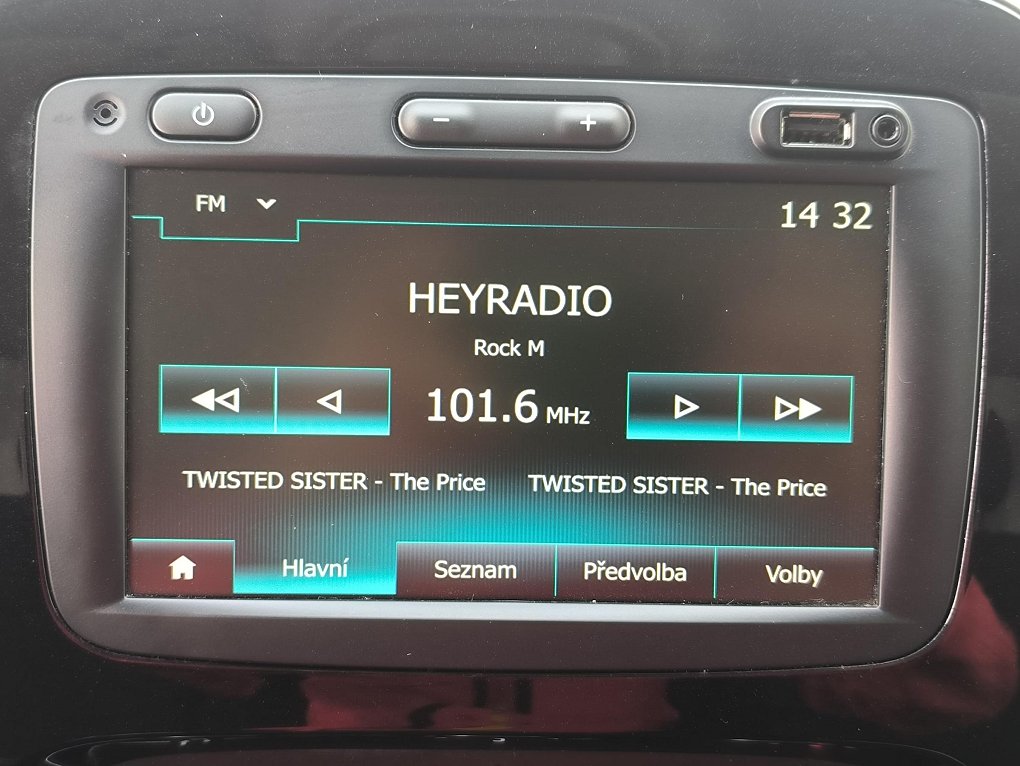 − +
FM 14 32
HEYRADIO
Rock M
101.6 MHz
TWISTED SISTER - The Price TWISTED SISTER - The Price
Hlavní Seznam Předvolba Volby